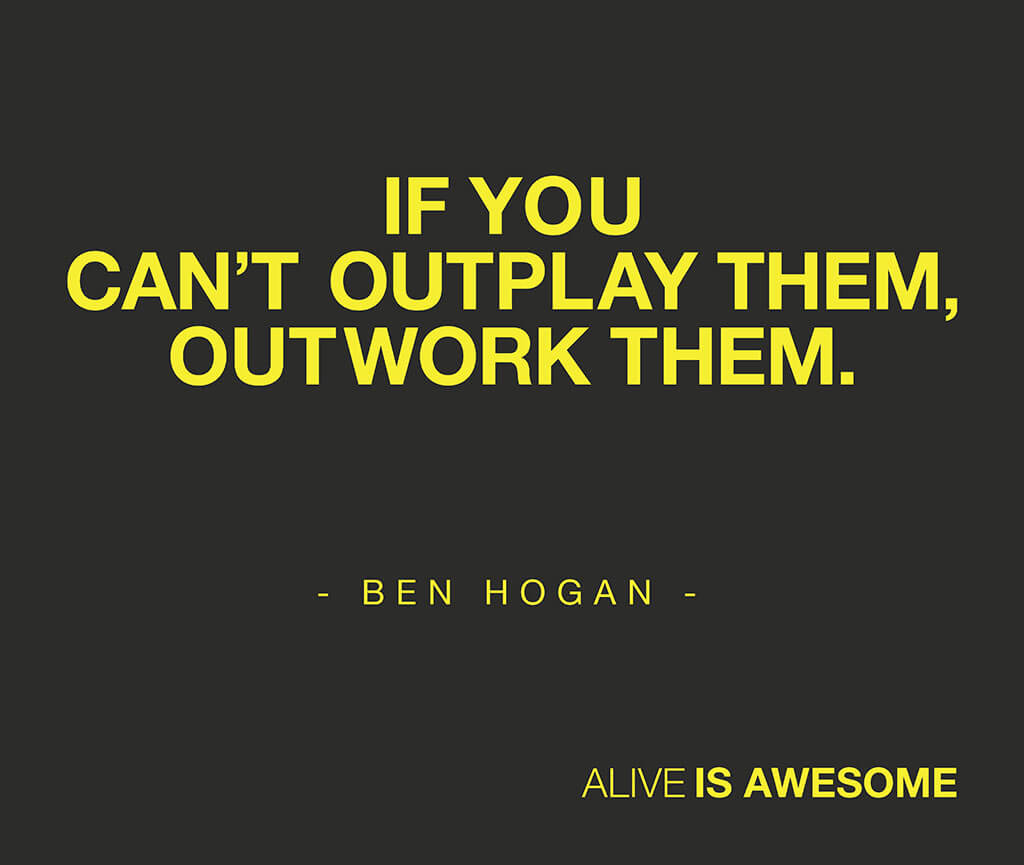 IF YOU
CAN’T OUTPLAY THEM,
OUTWORK THEM.
- BEN HOGAN -
ALIVE IS AWESOME